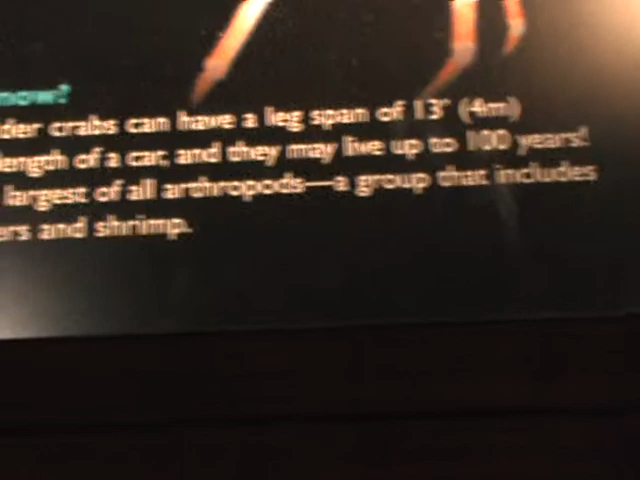 now?
der crabs can have a leg span of 13' (4m)
length of a car, and they may live up to 100 years!
largest of all arthropods—a group that includes
ers and shrimp.